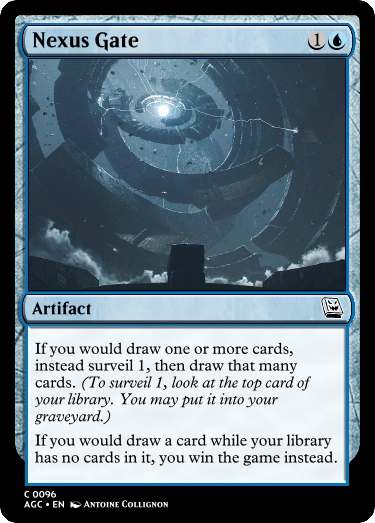 Nexus Gate 1
Artifact
If you would draw one or more cards,
instead surveil 1, then draw that many
cards. (To surveil 1, look at the top card of
your library. You may put it into your
graveyard.)
If you would draw a card while your library
has no cards in it, you win the game instead.
C 0096
AGC • EN Antoine Collignon